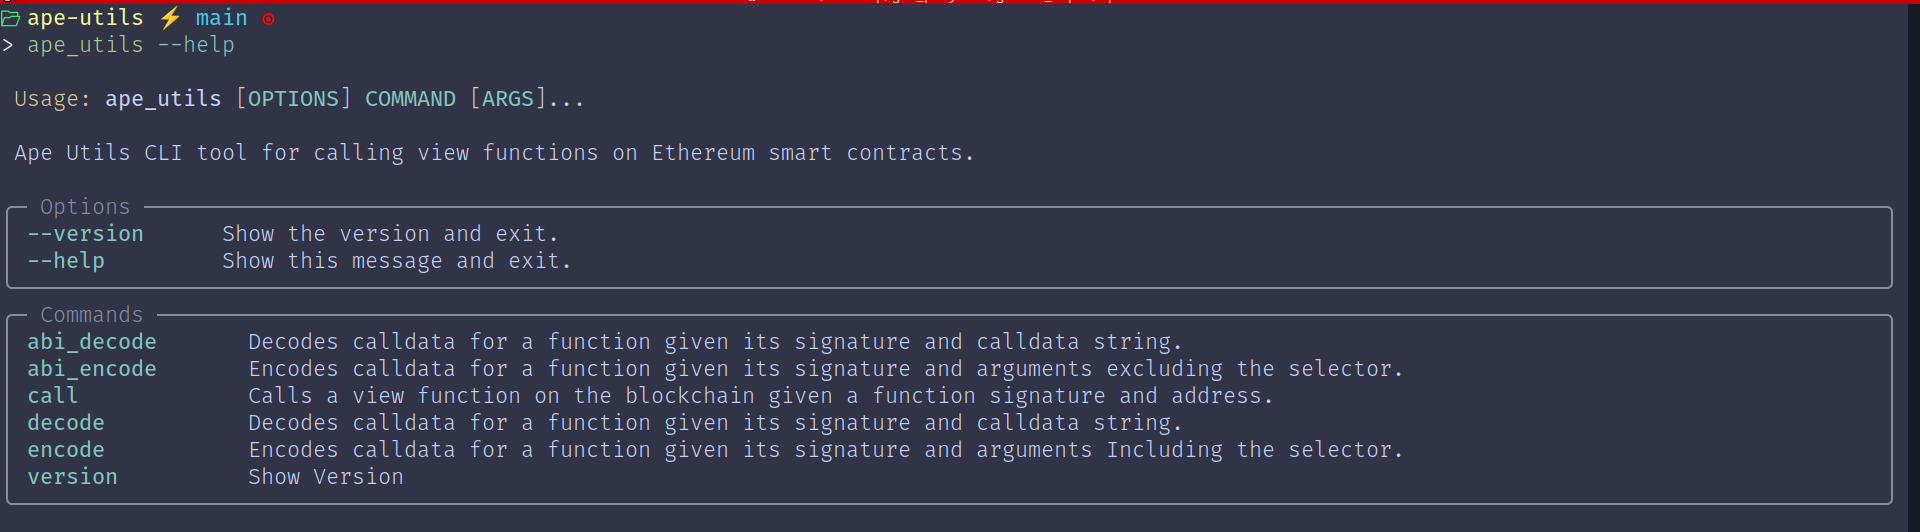 ape-utils ⚡ main
> ape_utils --help
Usage: ape_utils [OPTIONS] COMMAND [ARGS]...
Ape Utils CLI tool for calling view functions on Ethereum smart contracts.
Options
--version Show the version and exit.
--help Show this message and exit.
Commands
abi_decode Decodes calldata for a function given its signature and calldata string.
abi_encode Encodes calldata for a function given its signature and arguments excluding the selector.
call Calls a view function on the blockchain given a function signature and address.
decode Decodes calldata for a function given its signature and calldata string.
encode Encodes calldata for a function given its signature and arguments Including the selector.
version Show Version